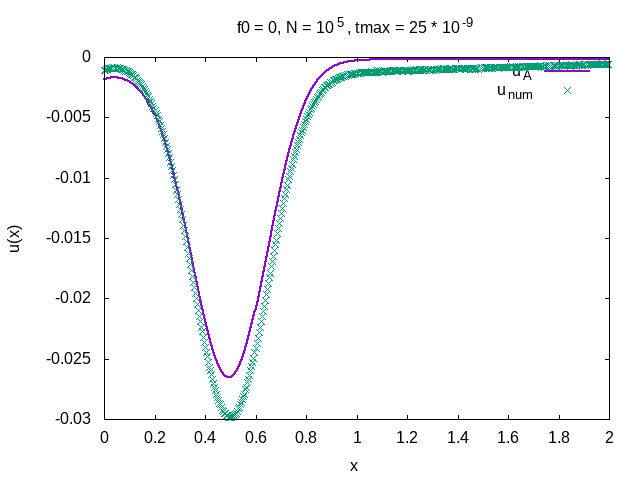 f0 = 0, N = 10^5, tmax = 25 * 10^-9
0
-0.005
-0.01
-0.015
-0.02
-0.025
-0.03
u(x)
u_A
u_num
0 0.2 0.4 0.6 0.8 1 1.2 1.4 1.6 1.8 2
x